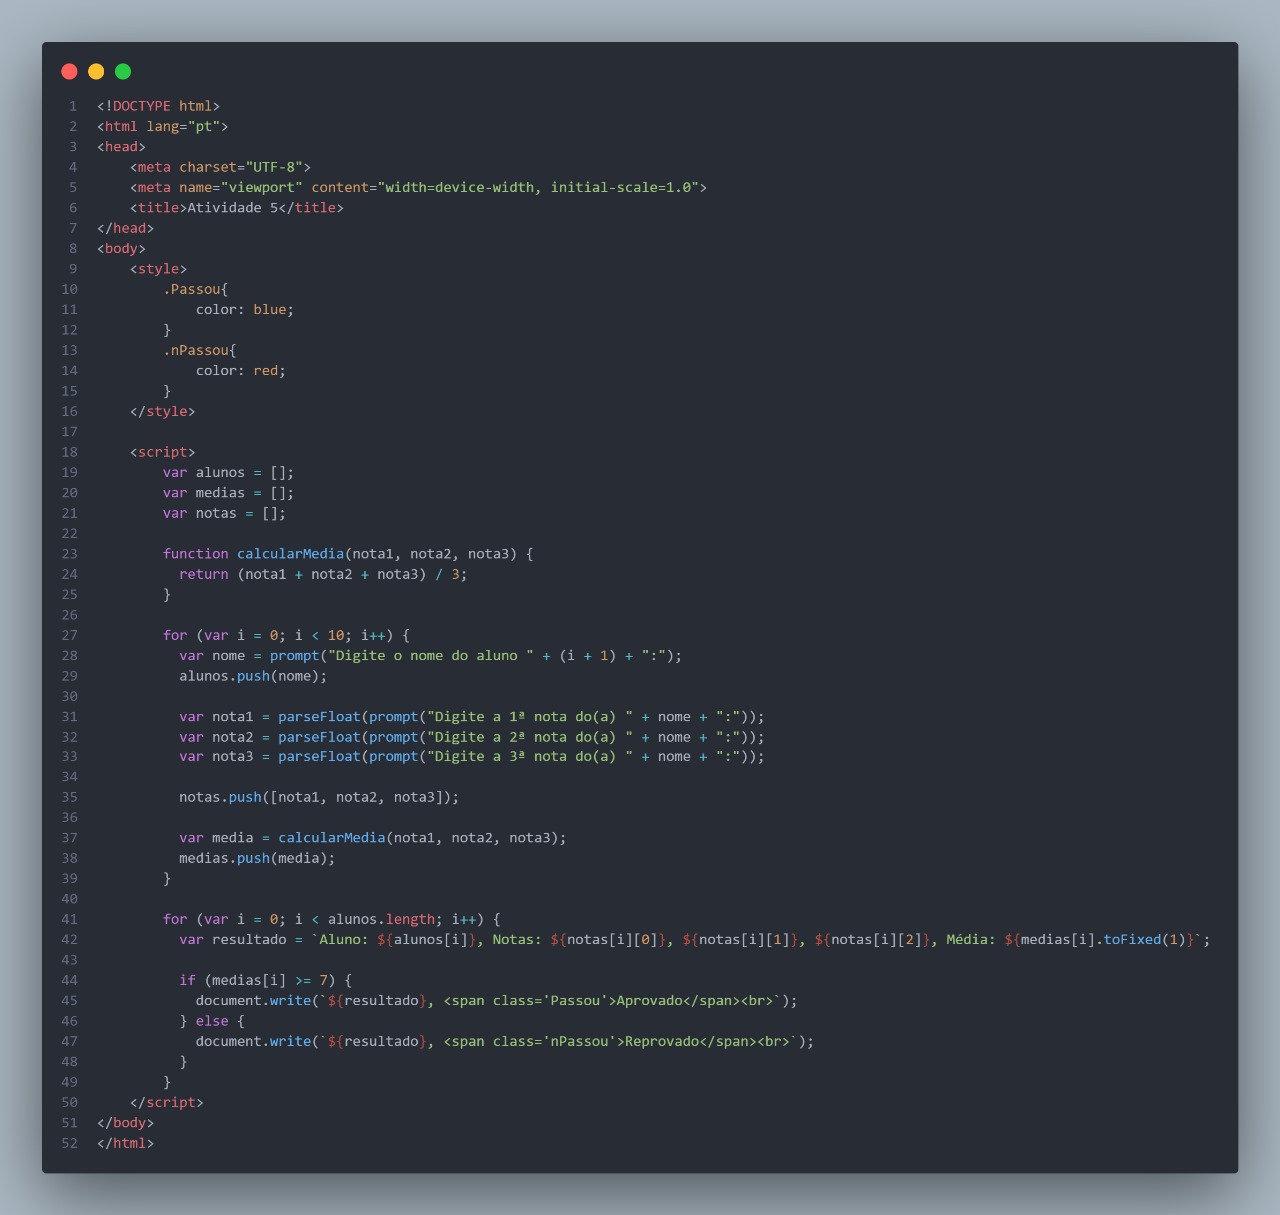 1 <!DOCTYPE html>
2 <html lang="pt">
3 <head>
4     <meta charset="UTF-8">
5     <meta name="viewport" content="width=device-width, initial-scale=1.0">
6     <title>Atividade 5</title>
7 </head>
8 <body>
9     <style>
10         .Passou{
11             color: blue;
12         }
13         .nPassou{
14             color: red;
15         }
16     </style>
17
18     <script>
19         var alunos = [];
20         var medias = [];
21         var notas = [];
22
23         function calcularMedia(nota1, nota2, nota3) {
24           return (nota1 + nota2 + nota3) / 3;
25         }
26
27         for (var i = 0; i < 10; i++) {
28           var nome = prompt("Digite o nome do aluno " + (i + 1) + ":");
29           alunos.push(nome);
30
31           var nota1 = parseFloat(prompt("Digite a 1ª nota do(a) " + nome + ":"));
32           var nota2 = parseFloat(prompt("Digite a 2ª nota do(a) " + nome + ":"));
33           var nota3 = parseFloat(prompt("Digite a 3ª nota do(a) " + nome + ":"));
34
35           notas.push([nota1, nota2, nota3]);
36
37           var media = calcularMedia(nota1, nota2, nota3);
38           medias.push(media);
39         }
40
41         for (var i = 0; i < alunos.length; i++) {
42           var resultado = `Aluno: ${alunos[i]}, Notas: ${notas[i][0]}, ${notas[i][1]}, ${notas[i][2]}, Média: ${medias[i].toFixed(1)}`;
43
44           if (medias[i] >= 7) {
45             document.write(`${resultado}, <span class='Passou'>Aprovado</span><br>`);
46           } else {
47             document.write(`${resultado}, <span class='nPassou'>Reprovado</span><br>`);
48           }
49         }
50     </script>
51 </body>
52 </html>